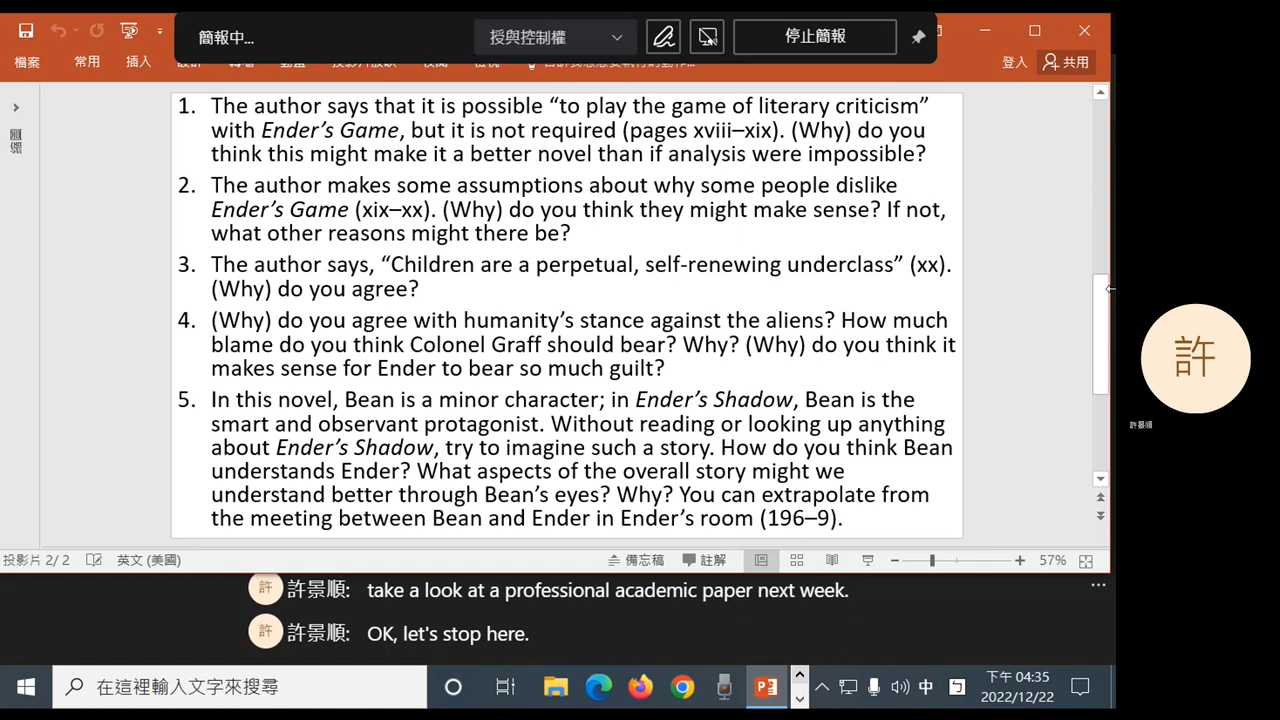 簡報中...
授與控制權
停止簡報
檔案
常用
插入
登入
共用
1. The author says that it is possible “to play the game of literary criticism”
with Ender’s Game, but it is not required (pages xviii–xix). (Why) do you
think this might make it a better novel than if analysis were impossible?
2. The author makes some assumptions about why some people dislike
Ender’s Game (xix–xx). (Why) do you think they might make sense? If not,
what other reasons might there be?
3. The author says, “Children are a perpetual, self-renewing underclass” (xx).
(Why) do you agree?
4. (Why) do you agree with humanity’s stance against the aliens? How much
blame do you think Colonel Graff should bear? Why? (Why) do you think it
makes sense for Ender to bear so much guilt?
5. In this novel, Bean is a minor character; in Ender’s Shadow, Bean is the
smart and observant protagonist. Without reading or looking up anything
about Ender’s Shadow, try to imagine such a story. How do you think Bean
understands Ender? What aspects of the overall story might we
understand better through Bean’s eyes? Why? You can extrapolate from
the meeting between Bean and Ender in Ender’s room (196–9).
許
許景順
投影片 2/2
英文 (美國)
備忘稿
註解
57%
許 許景順: take a look at a professional academic paper next week.
許 許景順: OK, let's stop here.
在這裡輸入文字來搜尋
中
下午 04:35
2022/12/22